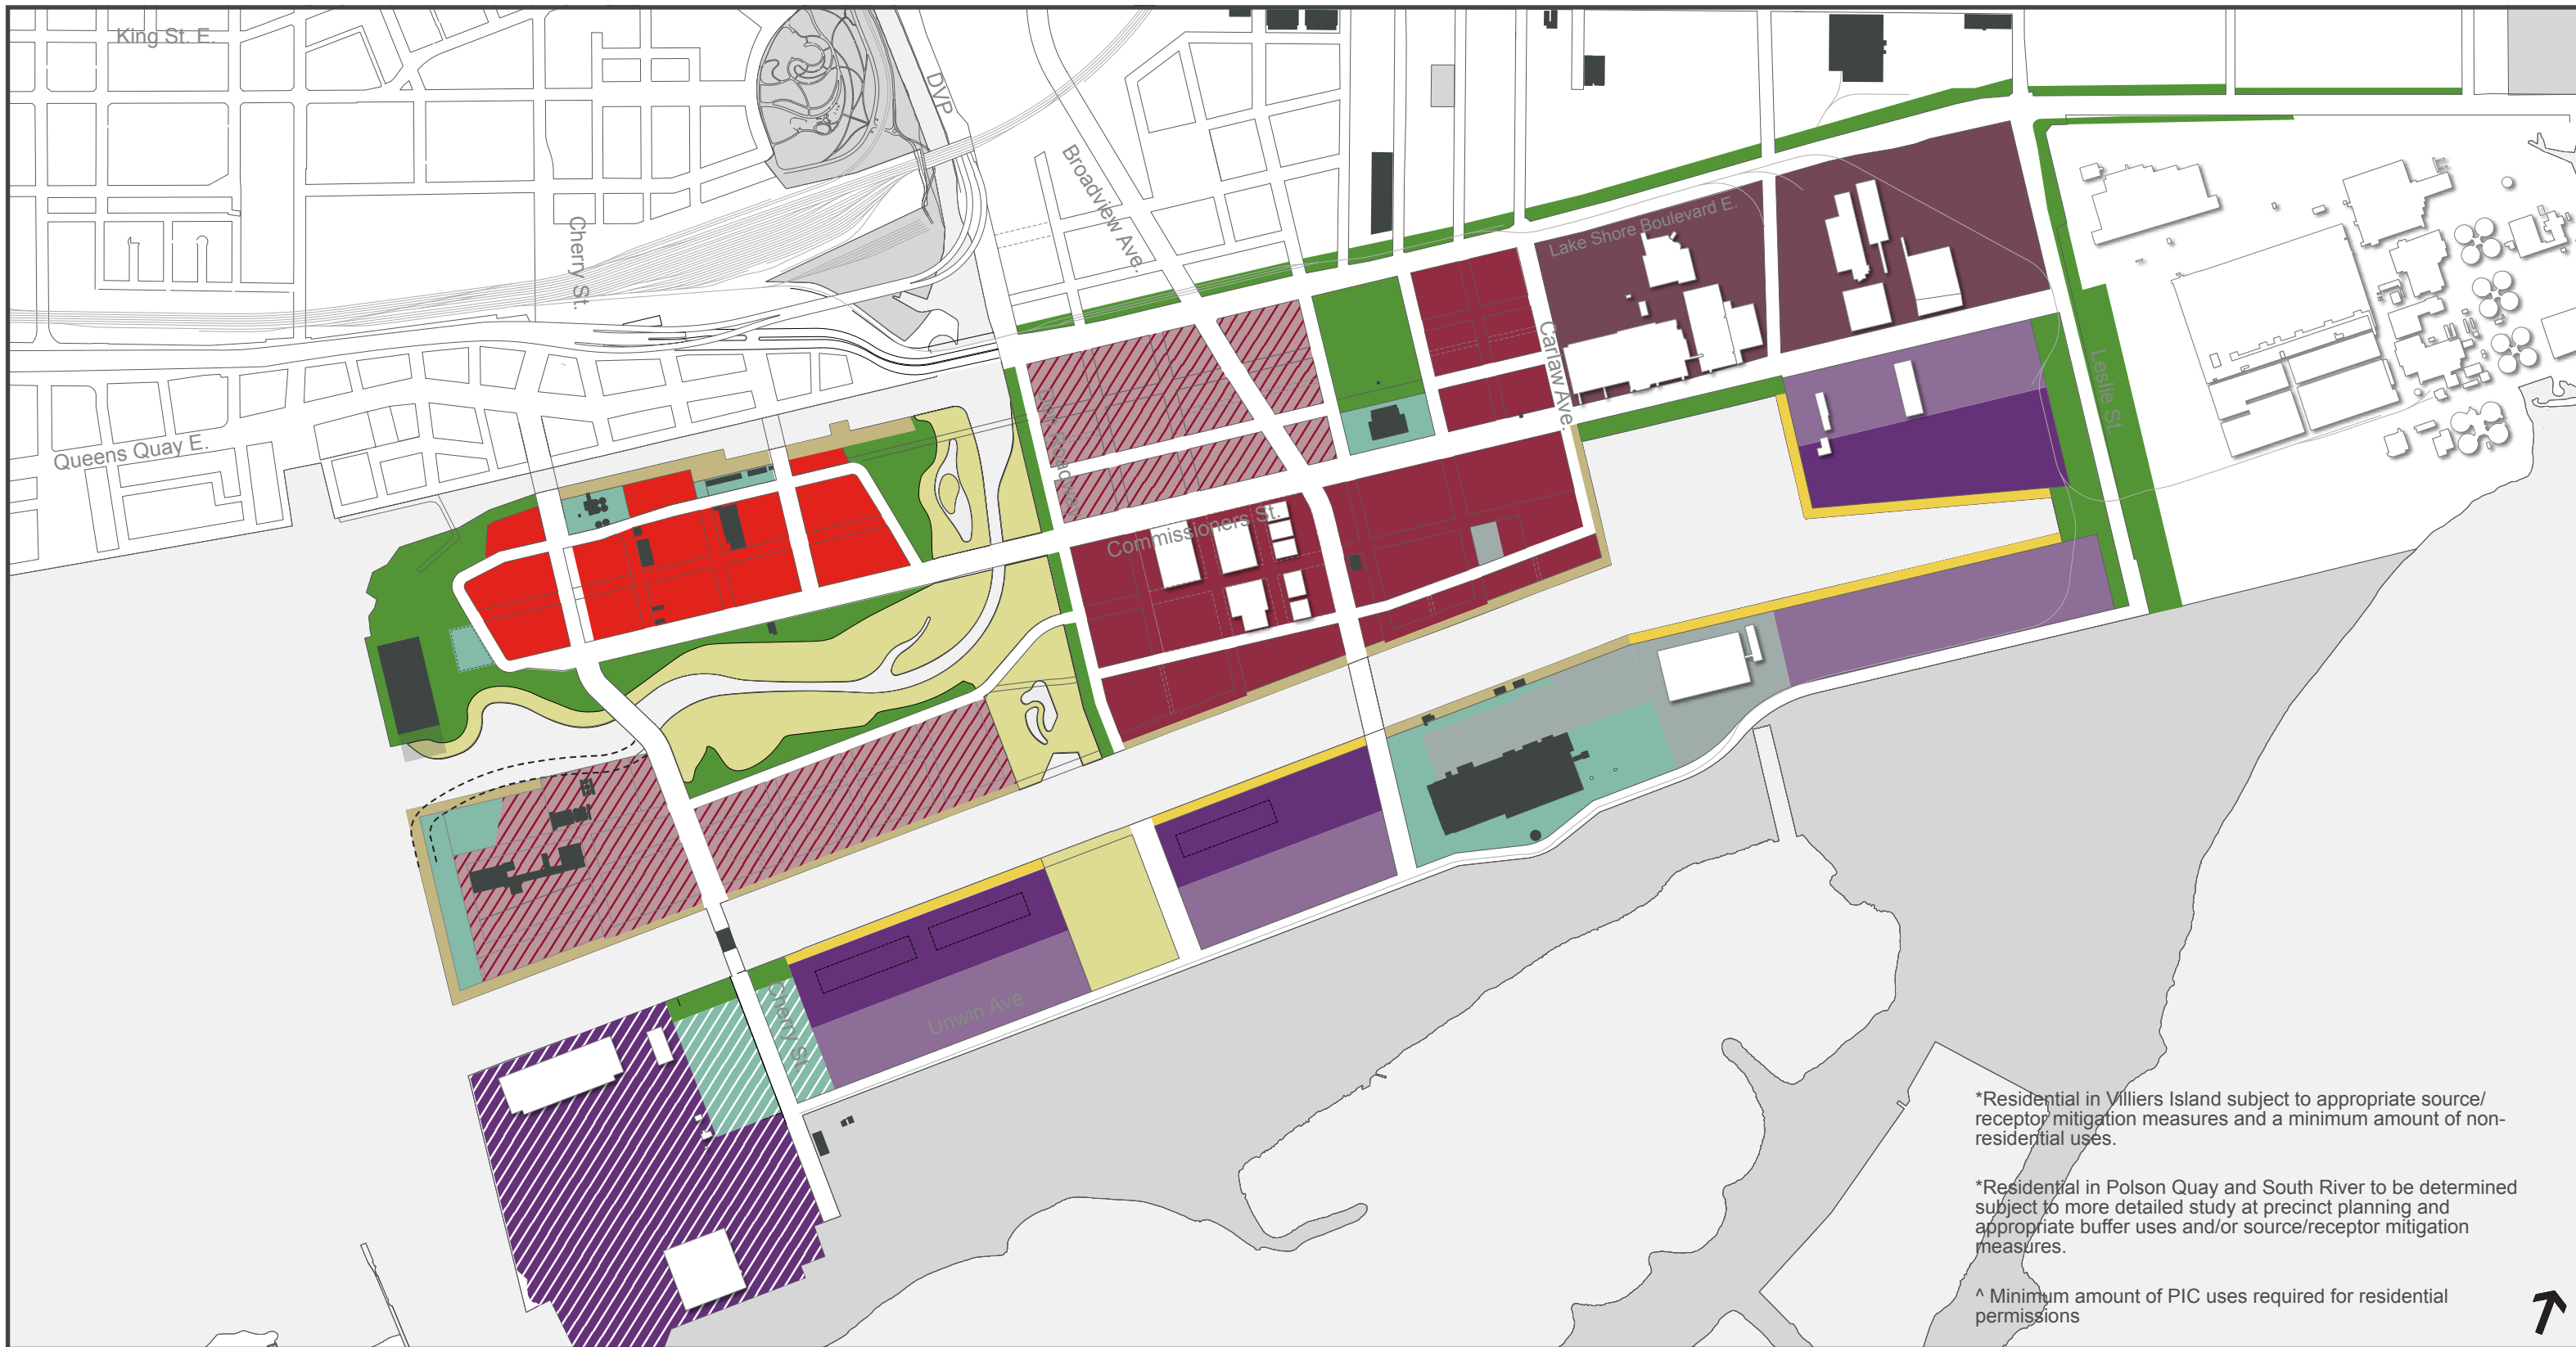 King St. E.
DVP
Broadview Ave.
Cherry St.
Lake Shore Boulevard E.
Carlaw Ave.
Leslie St.
Don Roadway
Queens Quay E.
Commissioners St.
Cherry St.
Unwin Ave
*Residential in Villiers Island subject to appropriate source/
receptor mitigation measures and a minimum amount of non-
residential uses.
*Residential in Polson Quay and South River to be determined
subject to more detailed study at precinct planning and
appropriate buffer uses and/or source/receptor mitigation
measures.
^ Minimum amount of PIC uses required for residential
permissions